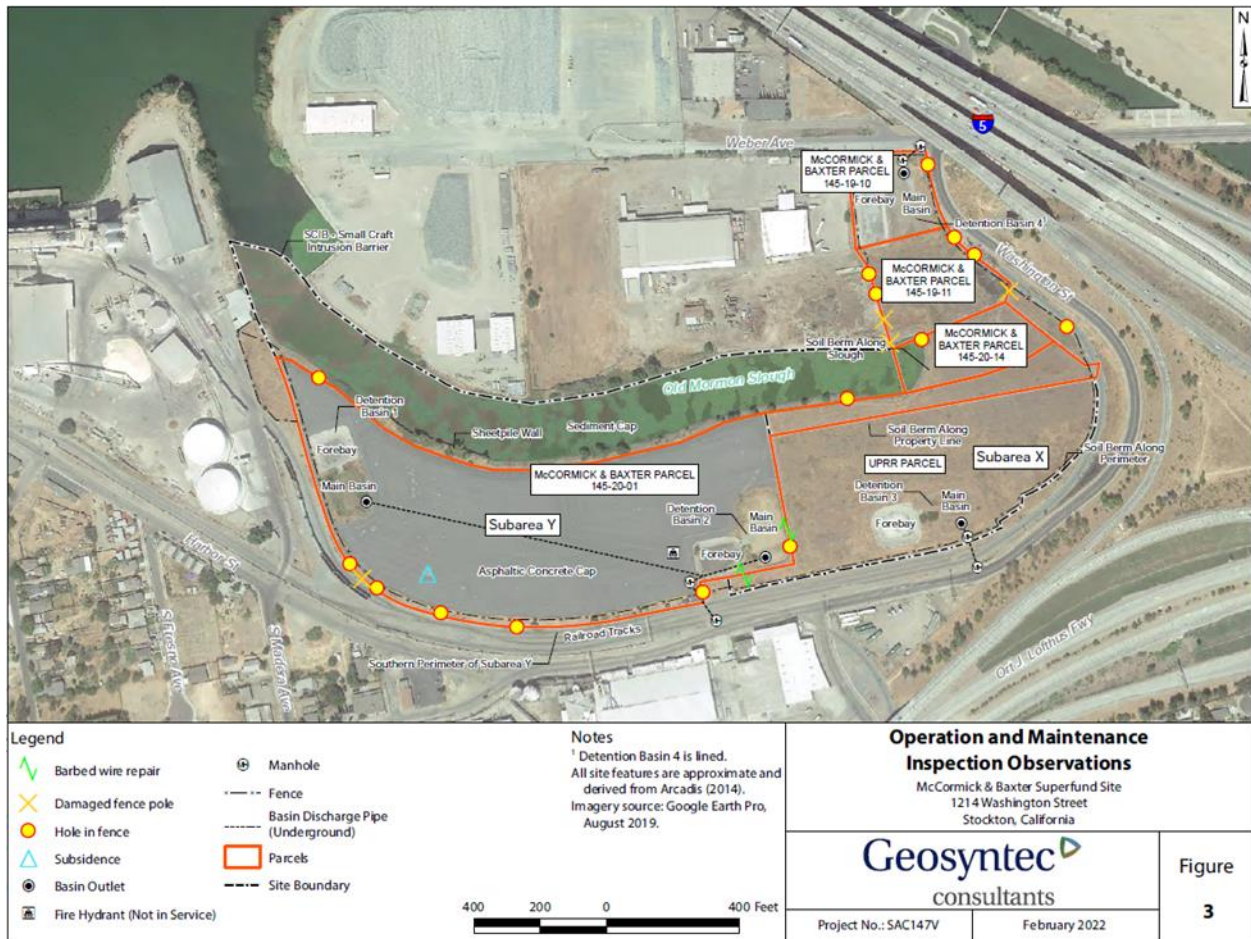 N
5
Weber Ave
McCORMICK &
BAXTER PARCEL
145-19-10
Forebay
Main
Basin
Detention Basin 4¹
Washington St
SCIB - Small Craft
Intrusion Barrier
McCORMICK &
BAXTER PARCEL
145-19-11
McCORMICK &
BAXTER PARCEL
145-20-14
Soil Berm Along
Slough
Old Mormon Slough
Detention
Basin 1
Forebay
Sheetpile Wall
Sediment Cap
Soil Berm Along
Property Line
Soil Berm Along
Perimeter
UPRR PARCEL
Subarea X
McCORMICK & BAXTER PARCEL
145-20-01
Main Basin
Subarea Y
Detention
Basin 2
Main
Basin
Forebay
Detention
Basin 3
Main
Basin
Forebay
Asphaltic Concrete Cap
Harbor St
S Fresno Ave
S Madera Ave
Railroad Tracks
Southern Perimeter of Subarea Y
Ort J. Lofthus Fwy
Legend
Barbed wire repair
Damaged fence pole
Hole in fence
Subsidence
Basin Outlet
Fire Hydrant (Not in Service)
Manhole
Fence
Basin Discharge Pipe
(Underground)
Parcels
Site Boundary
Notes
¹ Detention Basin 4 is lined.
All site features are approximate and
derived from Arcadis (2014).
Imagery source: Google Earth Pro,
August 2019.
400 200 0 400 Feet
Operation and Maintenance
Inspection Observations
McCormick & Baxter Superfund Site
1214 Washington Street
Stockton, California
Geosyntec
consultants
Project No.: SAC147V
February 2022
Figure
3